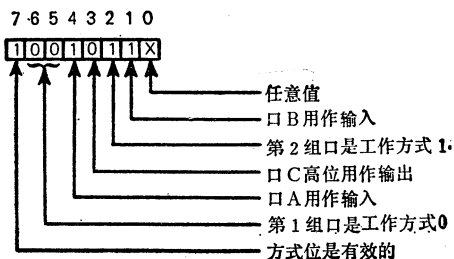 7 6 5 4 3 2 1 0
1 0 0 1 0 1 1 X
任意值
口B用作输入
第2组口是工作方式1.
口C高位用作输出
口A用作输入
第1组口是工作方式0
方式位是有效的